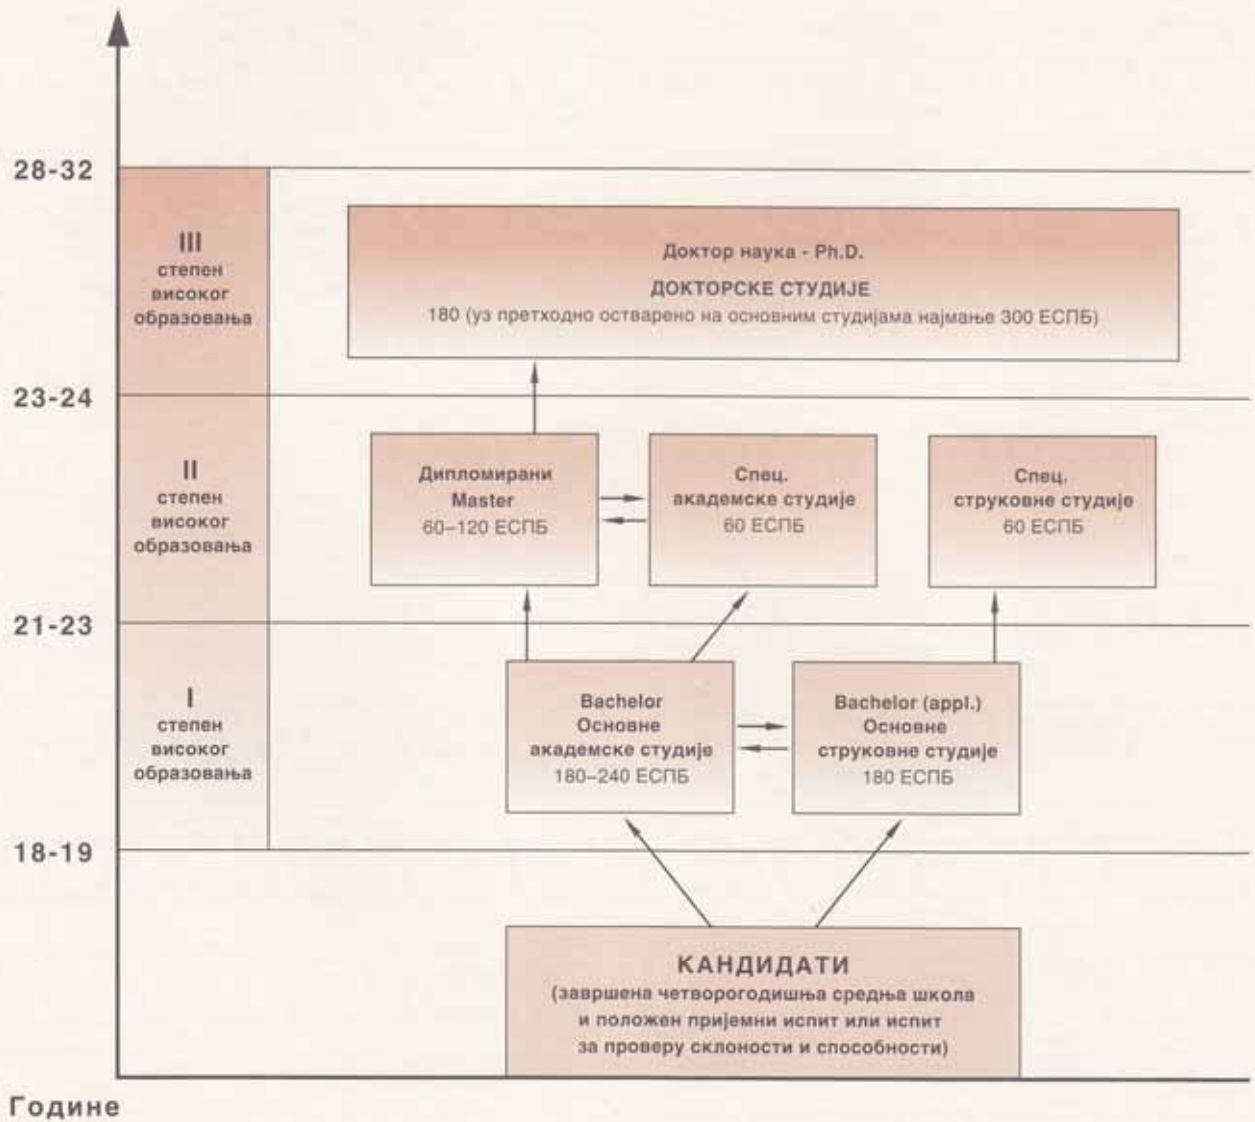 28-32
III
степен
високог
образовања
Доктор наука - Ph.D.
ДОКТОРСКЕ СТУДИЈЕ
180 (уз претходно остварено на основним студијама најмање 300 ЕСПБ)
23-24
II
степен
високог
образовања
Дипломирани
Master
60–120 ЕСПБ
Спец.
академске студије
60 ЕСПБ
Спец.
струковне студије
60 ЕСПБ
21-23
I
степен
високог
образовања
Bachelor
Основне
академске студије
180–240 ЕСПБ
Bachelor (appl.)
Основне
струковне студије
180 ЕСПБ
18-19
КАНДИДАТИ
(завршена четворогодишња средња школа
и положен пријемни испит или испит
за проверу склоности и способности)
Године